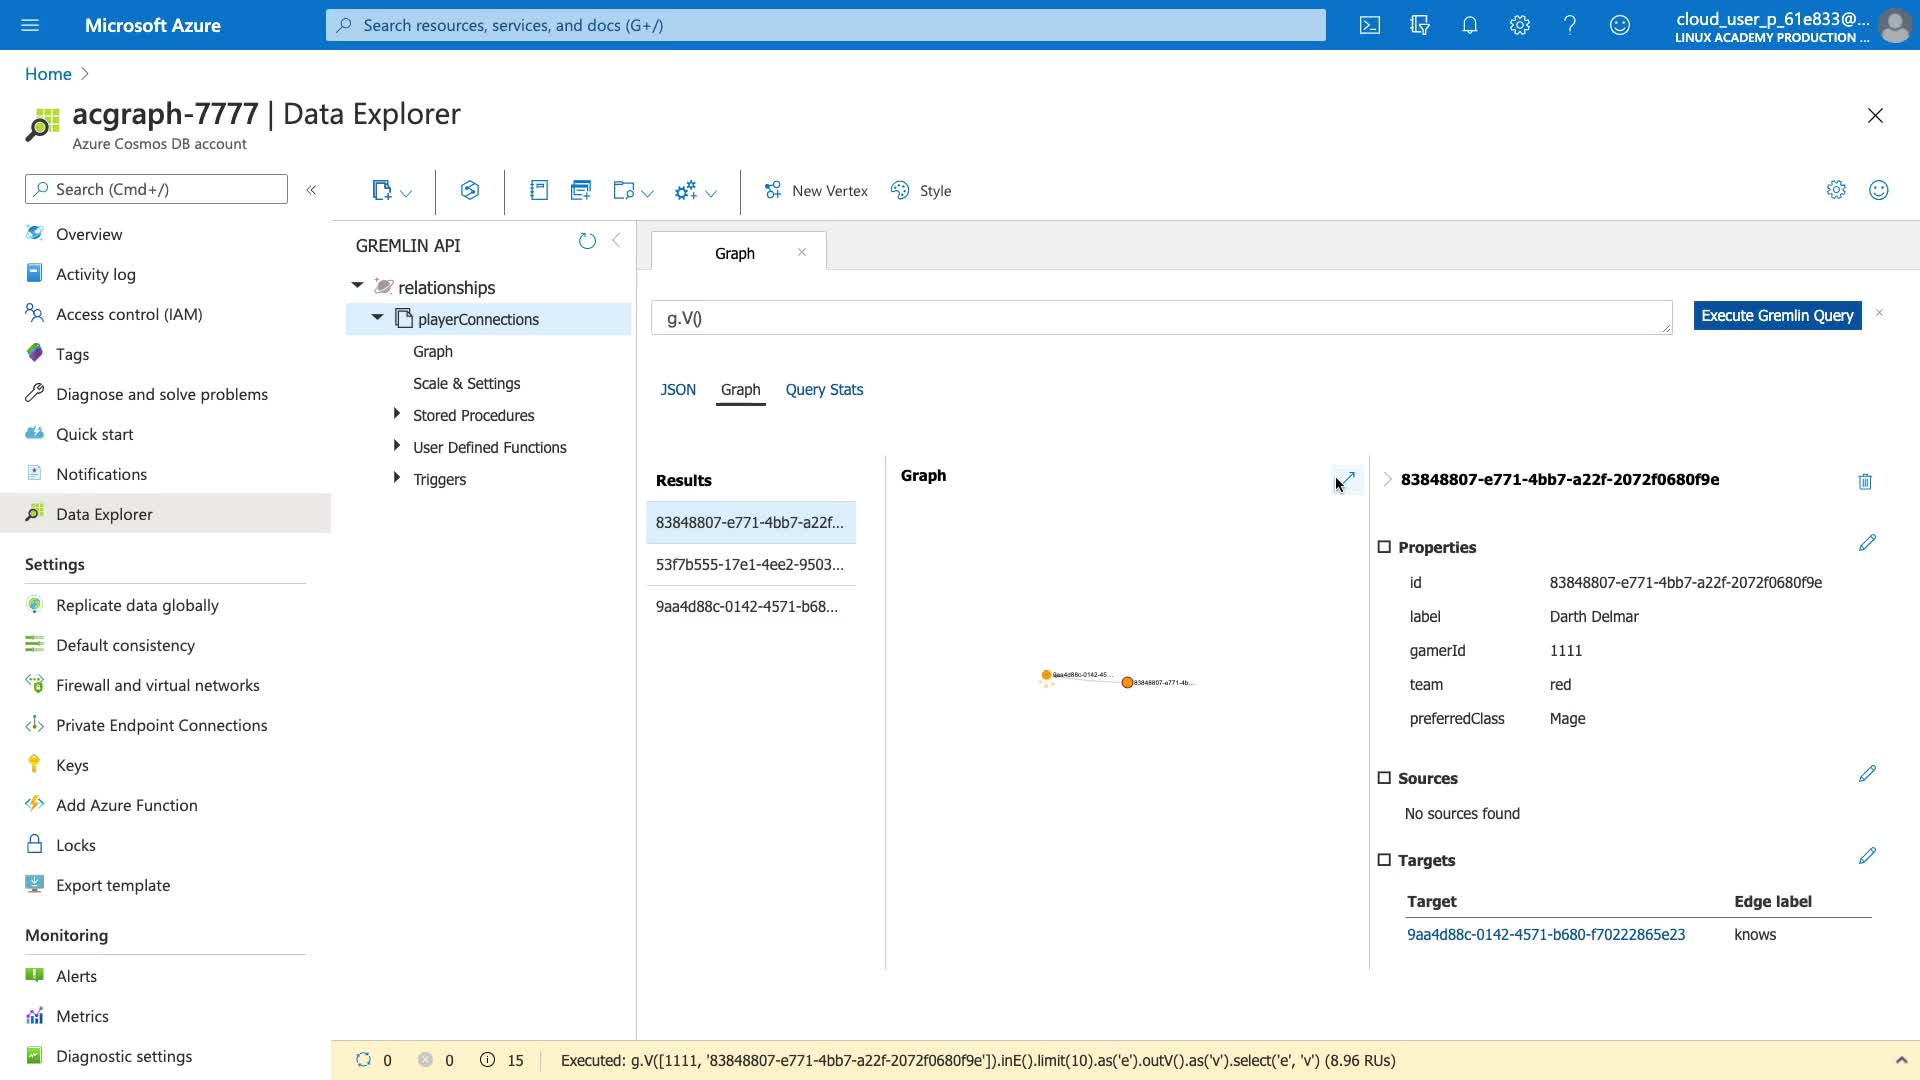 Microsoft Azure
Search resources, services, and docs (G+/)
cloud_user_p_61e833@...
LINUX ACADEMY PRODUCTION ...
Home
acgraph-7777 | Data Explorer
Azure Cosmos DB account
Search (Cmd+/)
«
New Vertex
Style
Overview
Activity log
Access control (IAM)
Tags
Diagnose and solve problems
Quick start
Notifications
Data Explorer
Settings
Replicate data globally
Default consistency
Firewall and virtual networks
Private Endpoint Connections
Keys
Add Azure Function
Locks
Export template
Monitoring
Alerts
Metrics
Diagnostic settings
GREMLIN API
relationships
playerConnections
Graph
Scale & Settings
Stored Procedures
User Defined Functions
Triggers
Graph
g.V()
Execute Gremlin Query
JSON Graph Query Stats
Results
83848807-e771-4bb7-a22f...
53f7b555-17e1-4ee2-9503...
9aa4d88c-0142-4571-b68...
Graph
9aa4d88c-0142-45...
83848807-e771-4b...
83848807-e771-4bb7-a22f-2072f0680f9e
Properties
id 83848807-e771-4bb7-a22f-2072f0680f9e
label Darth Delmar
gamerId 1111
team red
preferredClass Mage
Sources
No sources found
Targets
Target Edge label
9aa4d88c-0142-4571-b680-f70222865e23 knows
0 0 15 Executed: g.V([1111, '83848807-e771-4bb7-a22f-2072f0680f9e']).inE().limit(10).as('e').outV().as('v').select('e', 'v') (8.96 RUs)